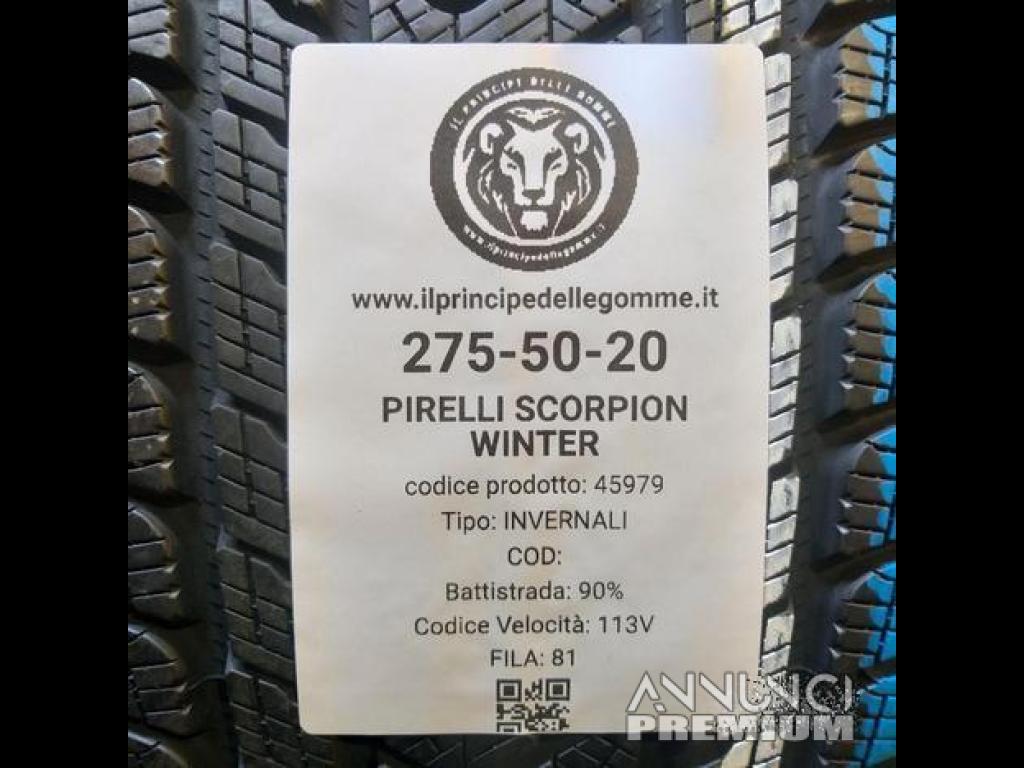 IL PRINCIPE DELLE GOMME
www.ilprincipedellegomme.it
www.ilprincipedellegomme.it
275-50-20
PIRELLI SCORPION
WINTER
codice prodotto: 45979
Tipo: INVERNALI
COD:
Battistrada: 90%
Codice Velocità: 113V
FILA: 81
ANNUNCI
PREMIUM